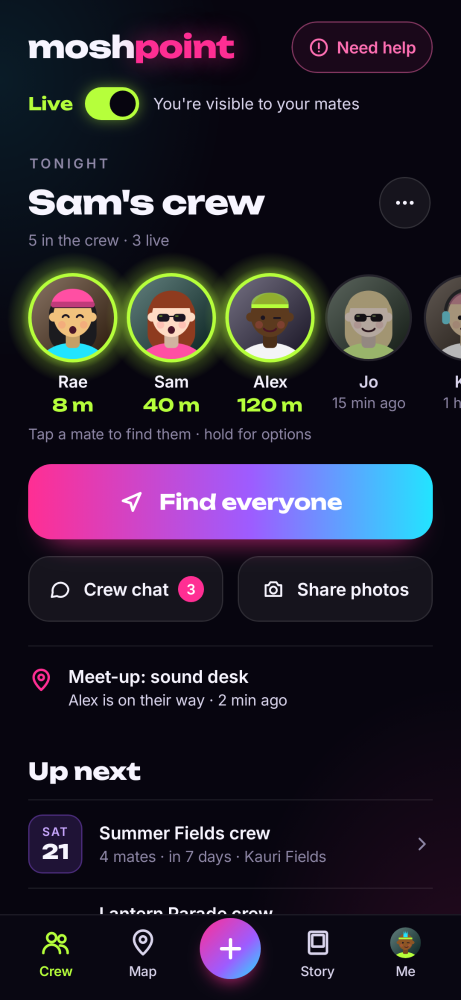 moshpoint
Need help
Live
You're visible to your mates
TONIGHT
Sam's crew
5 in the crew · 3 live
Rae
Sam
Alex
Jo
K
8 m
40 m
120 m
15 min ago
1 h
Tap a mate to find them · hold for options
Find everyone
Crew chat 3
Share photos
Meet-up: sound desk
Alex is on their way · 2 min ago
Up next
SAT
21
Summer Fields crew
4 mates · in 7 days · Kauri Fields
Lantern Parade crew
Crew
Map
Story
Me